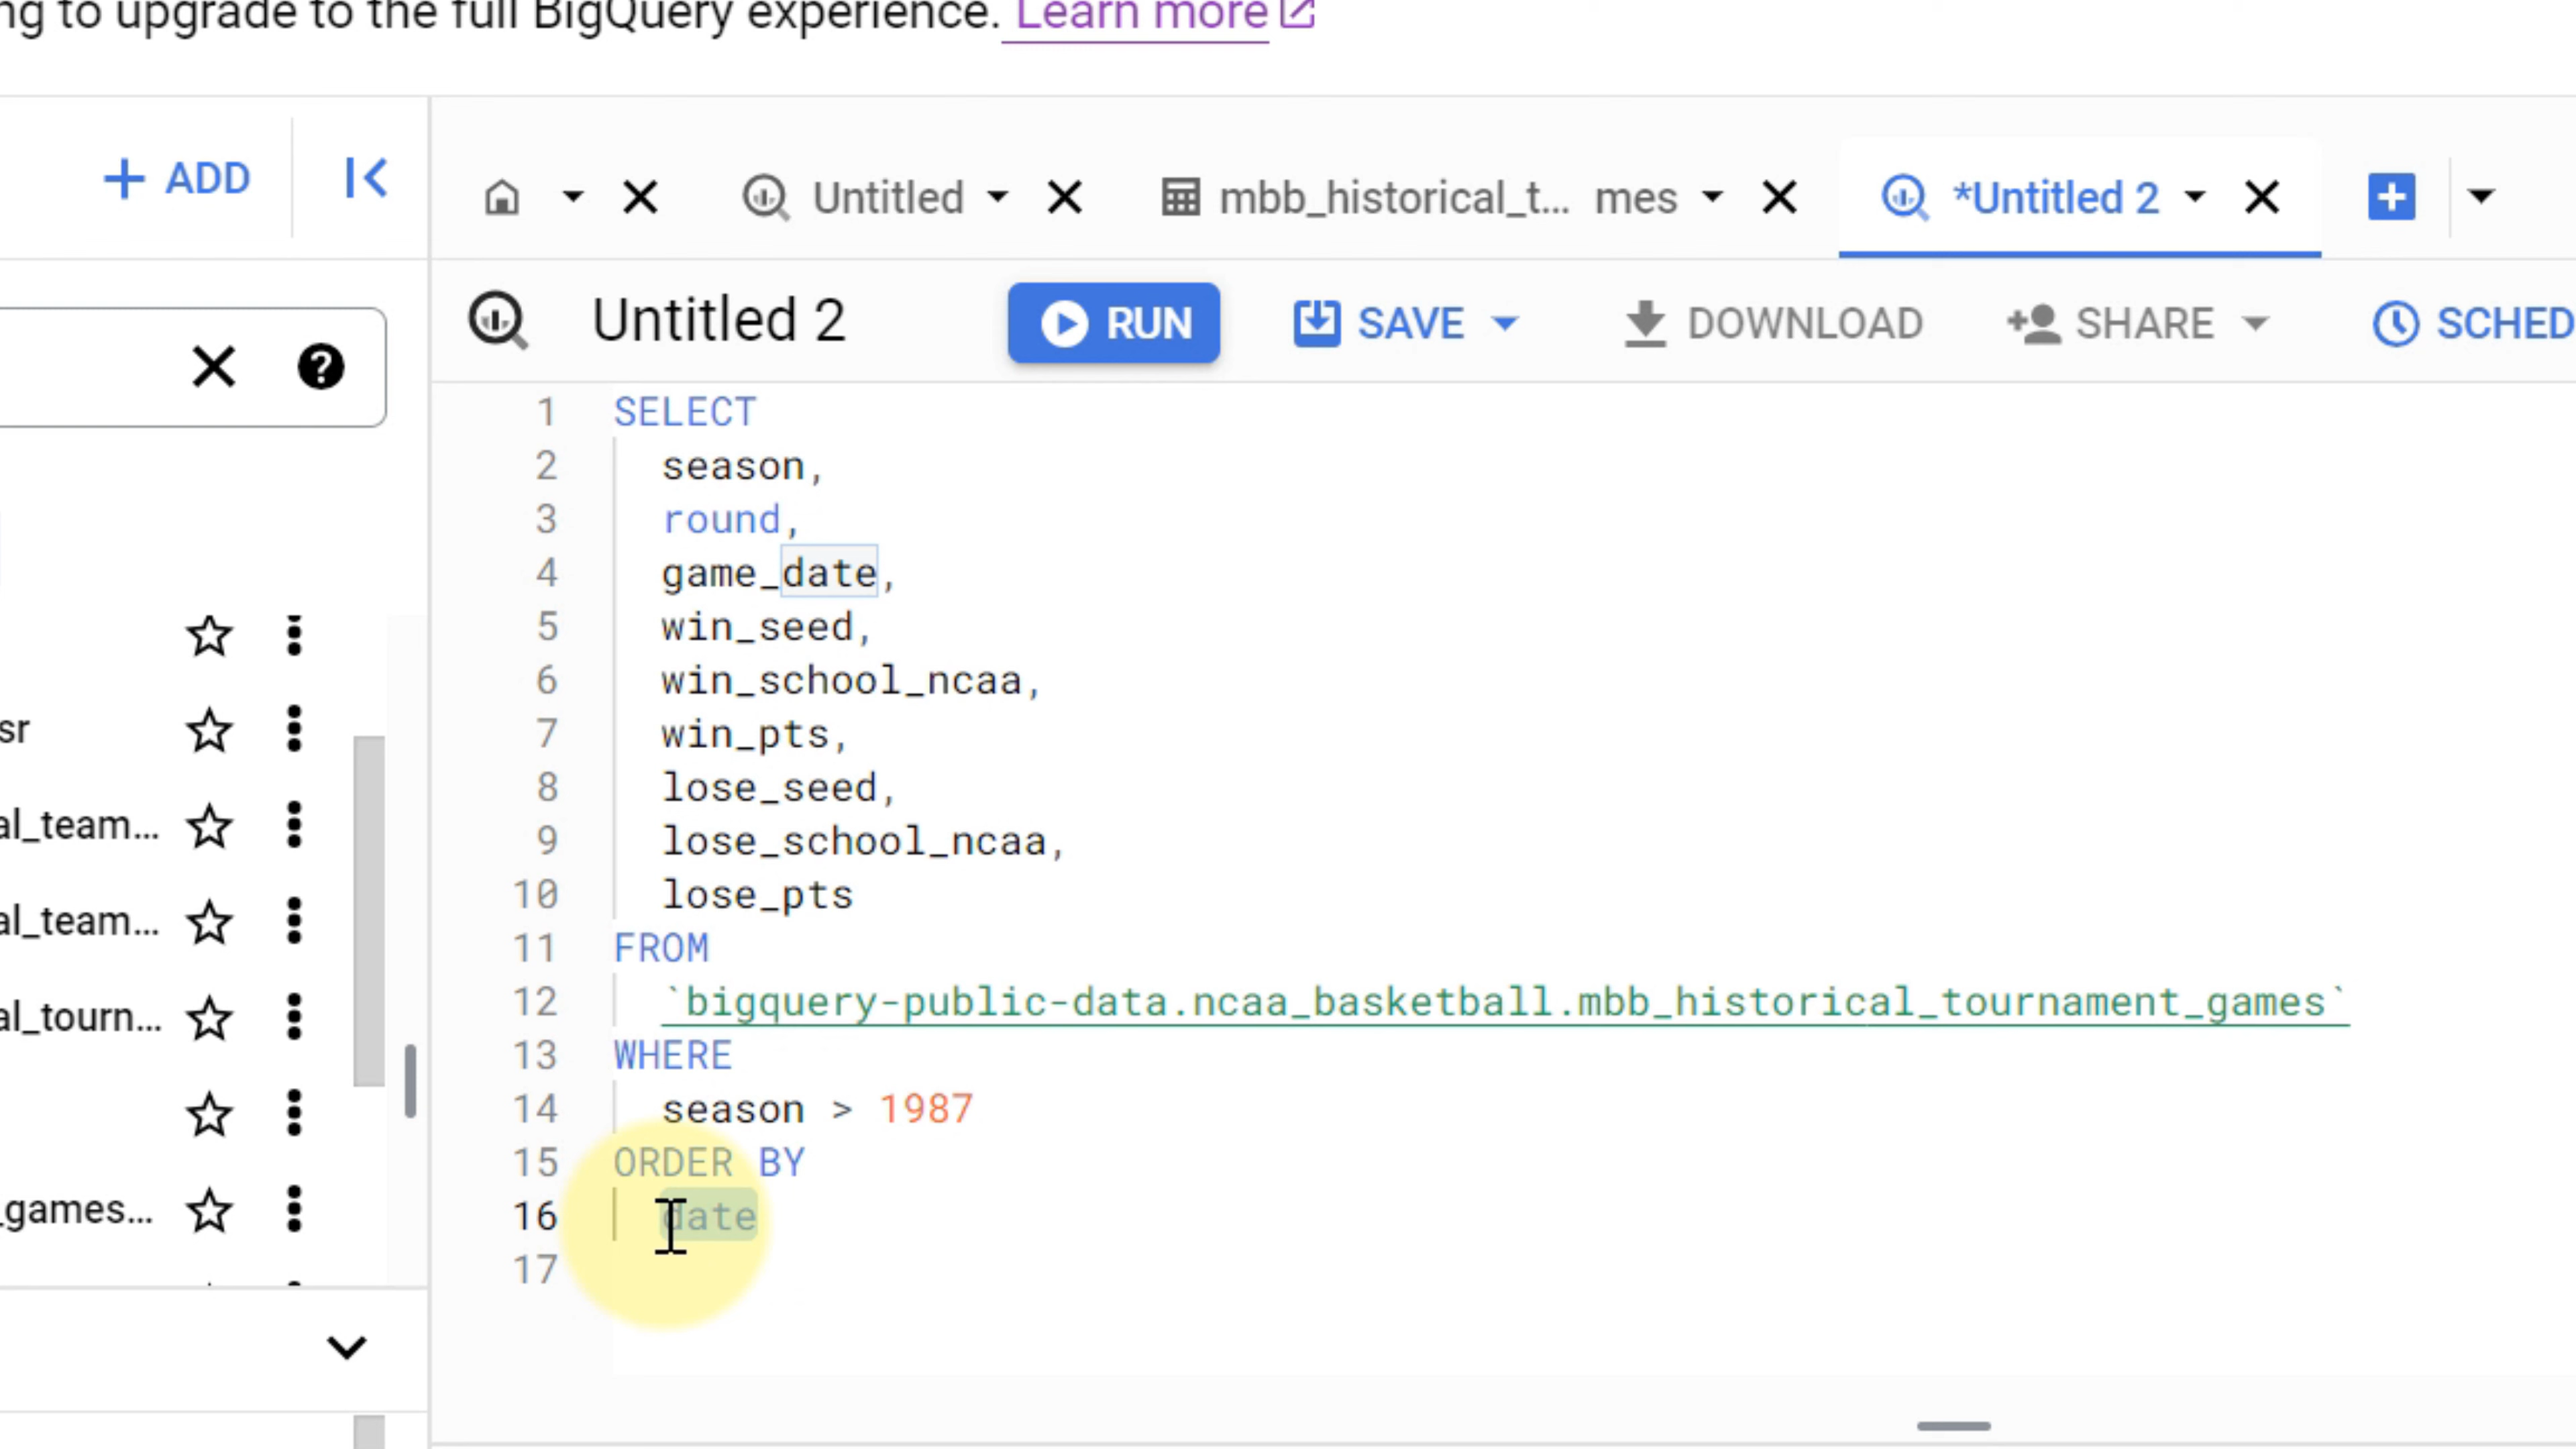 ng to upgrade to the full BigQuery experience. Learn more
ADD
Untitled
mbb_historical_t... mes
*Untitled 2
Untitled 2
RUN
SAVE
DOWNLOAD
SHARE
SCHED
sr
al_team...
al_team...
al_tourn...
_games...
1 SELECT
2 season,
3 round,
4 game_date,
5 win_seed,
6 win_school_ncaa,
7 win_pts,
8 lose_seed,
9 lose_school_ncaa,
10 lose_pts
11 FROM
12 `bigquery-public-data.ncaa_basketball.mbb_historical_tournament_games`
13 WHERE
14 season > 1987
15 ORDER BY
16 date
17